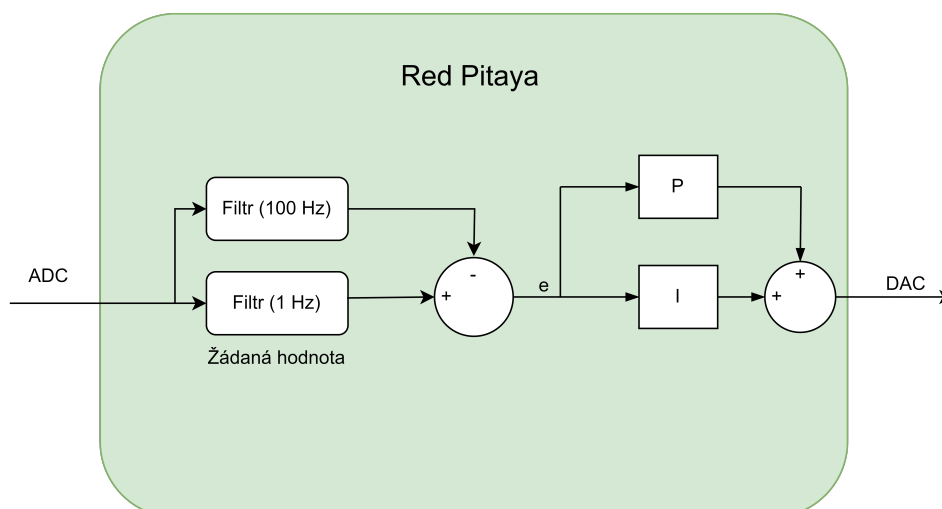 Red Pitaya
P
Filtr (100 Hz)
ADC
-
+
DAC
e
+
I
+
Filtr (1 Hz)
Žádaná hodnota